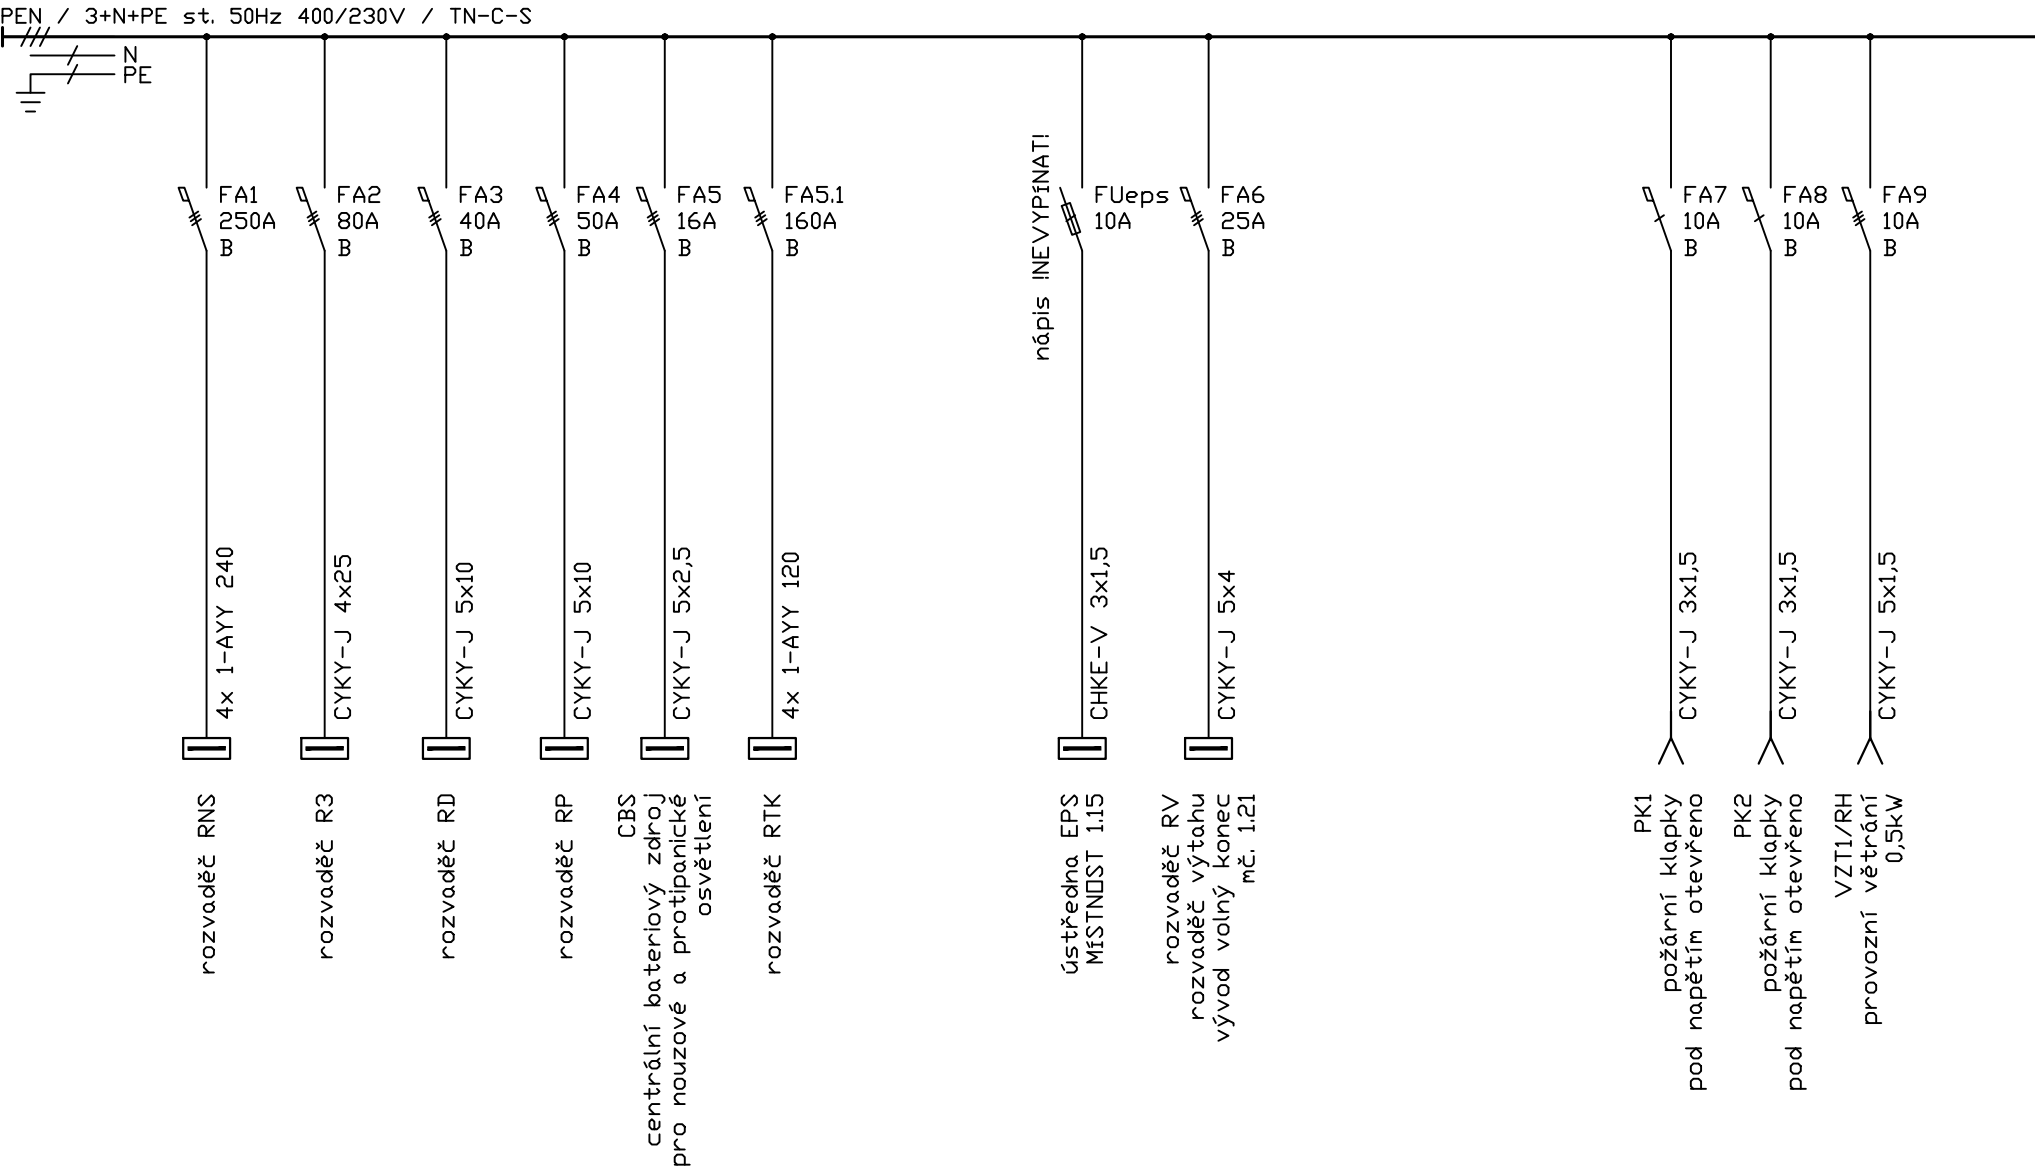 PEN / 3+N+PE st. 50Hz 400/230V / TN-C-S
N
PE
FA1
250A
B
4x 1-AYY 240
rozvaděč RNS
FA2
80A
B
CYKY-J 4x25
rozvaděč R3
FA3
40A
B
CYKY-J 5x10
rozvaděč RD
FA4
50A
B
CYKY-J 5x10
rozvaděč RP
FA5
16A
B
CYKY-J 5x2,5
CBS
centrální bateriový zdroj
pro nouzové a protipanické
osvětlení
FA5.1
160A
B
4x 1-AYY 120
rozvaděč RTK
nápis !NEVYPíNAT!
FUeps
10A
CHKE-V 3x1,5
ústředna EPS
MíSTNOST 1.15
FA6
25A
B
CYKY-J 5x4
rozvaděč RV
rozvaděč výtahu
vývod volný konec
mč. 1.21
FA7
10A
B
CYKY-J 3x1,5
PK1
požární klapky
pod napětím otevřeno
FA8
10A
B
CYKY-J 3x1,5
PK2
požární klapky
pod napětím otevřeno
FA9
10A
B
CYKY-J 5x1,5
VZT1/RH
provozní větrání
0,5kW